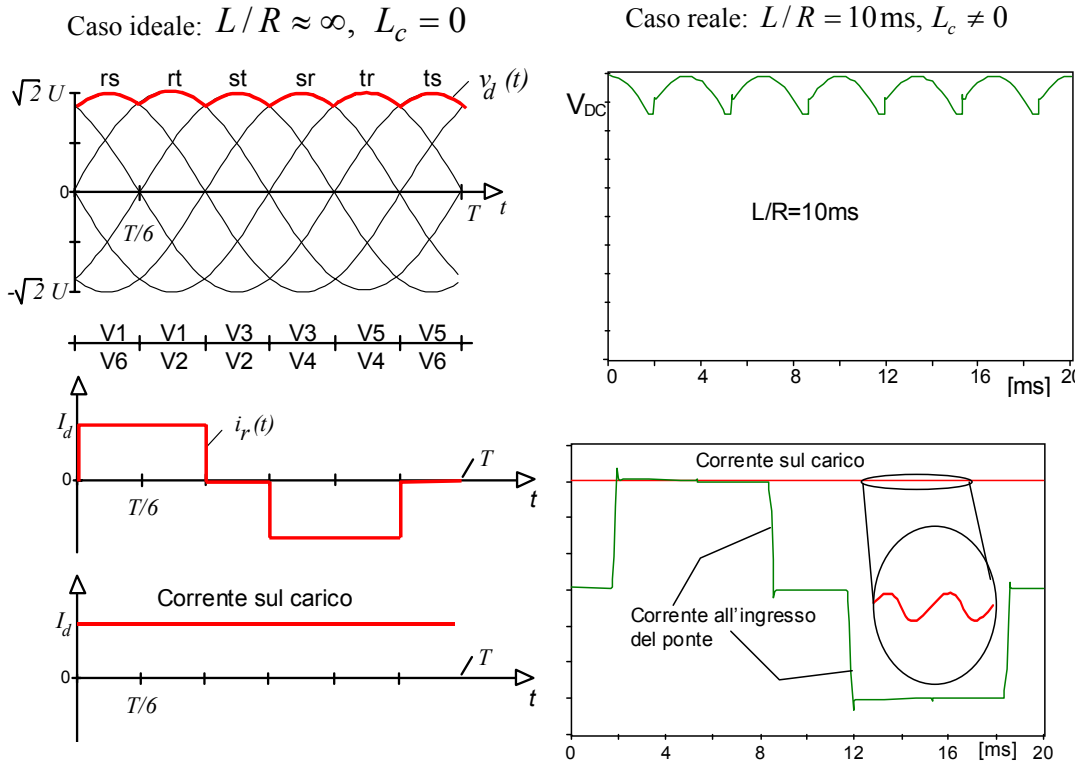 Caso ideale: L / R ≈ ∞, L_c = 0
√2 U
rs rt st sr tr ts
v_d(t)
0
T/6
T t
-√2 U
V1 V1 V3 V3 V5 V5
V6 V2 V2 V4 V4 V6
I_d
i_r(t)
0
T/6
T
t
Corrente sul carico
I_d
0
T/6
T
t
Caso reale: L / R = 10 ms, L_c ≠ 0
V_DC
L/R=10ms
0 4 8 12 16 20
[ms]
Corrente sul carico
Corrente all'ingresso
del ponte
0 4 8 12 16 20
[ms]